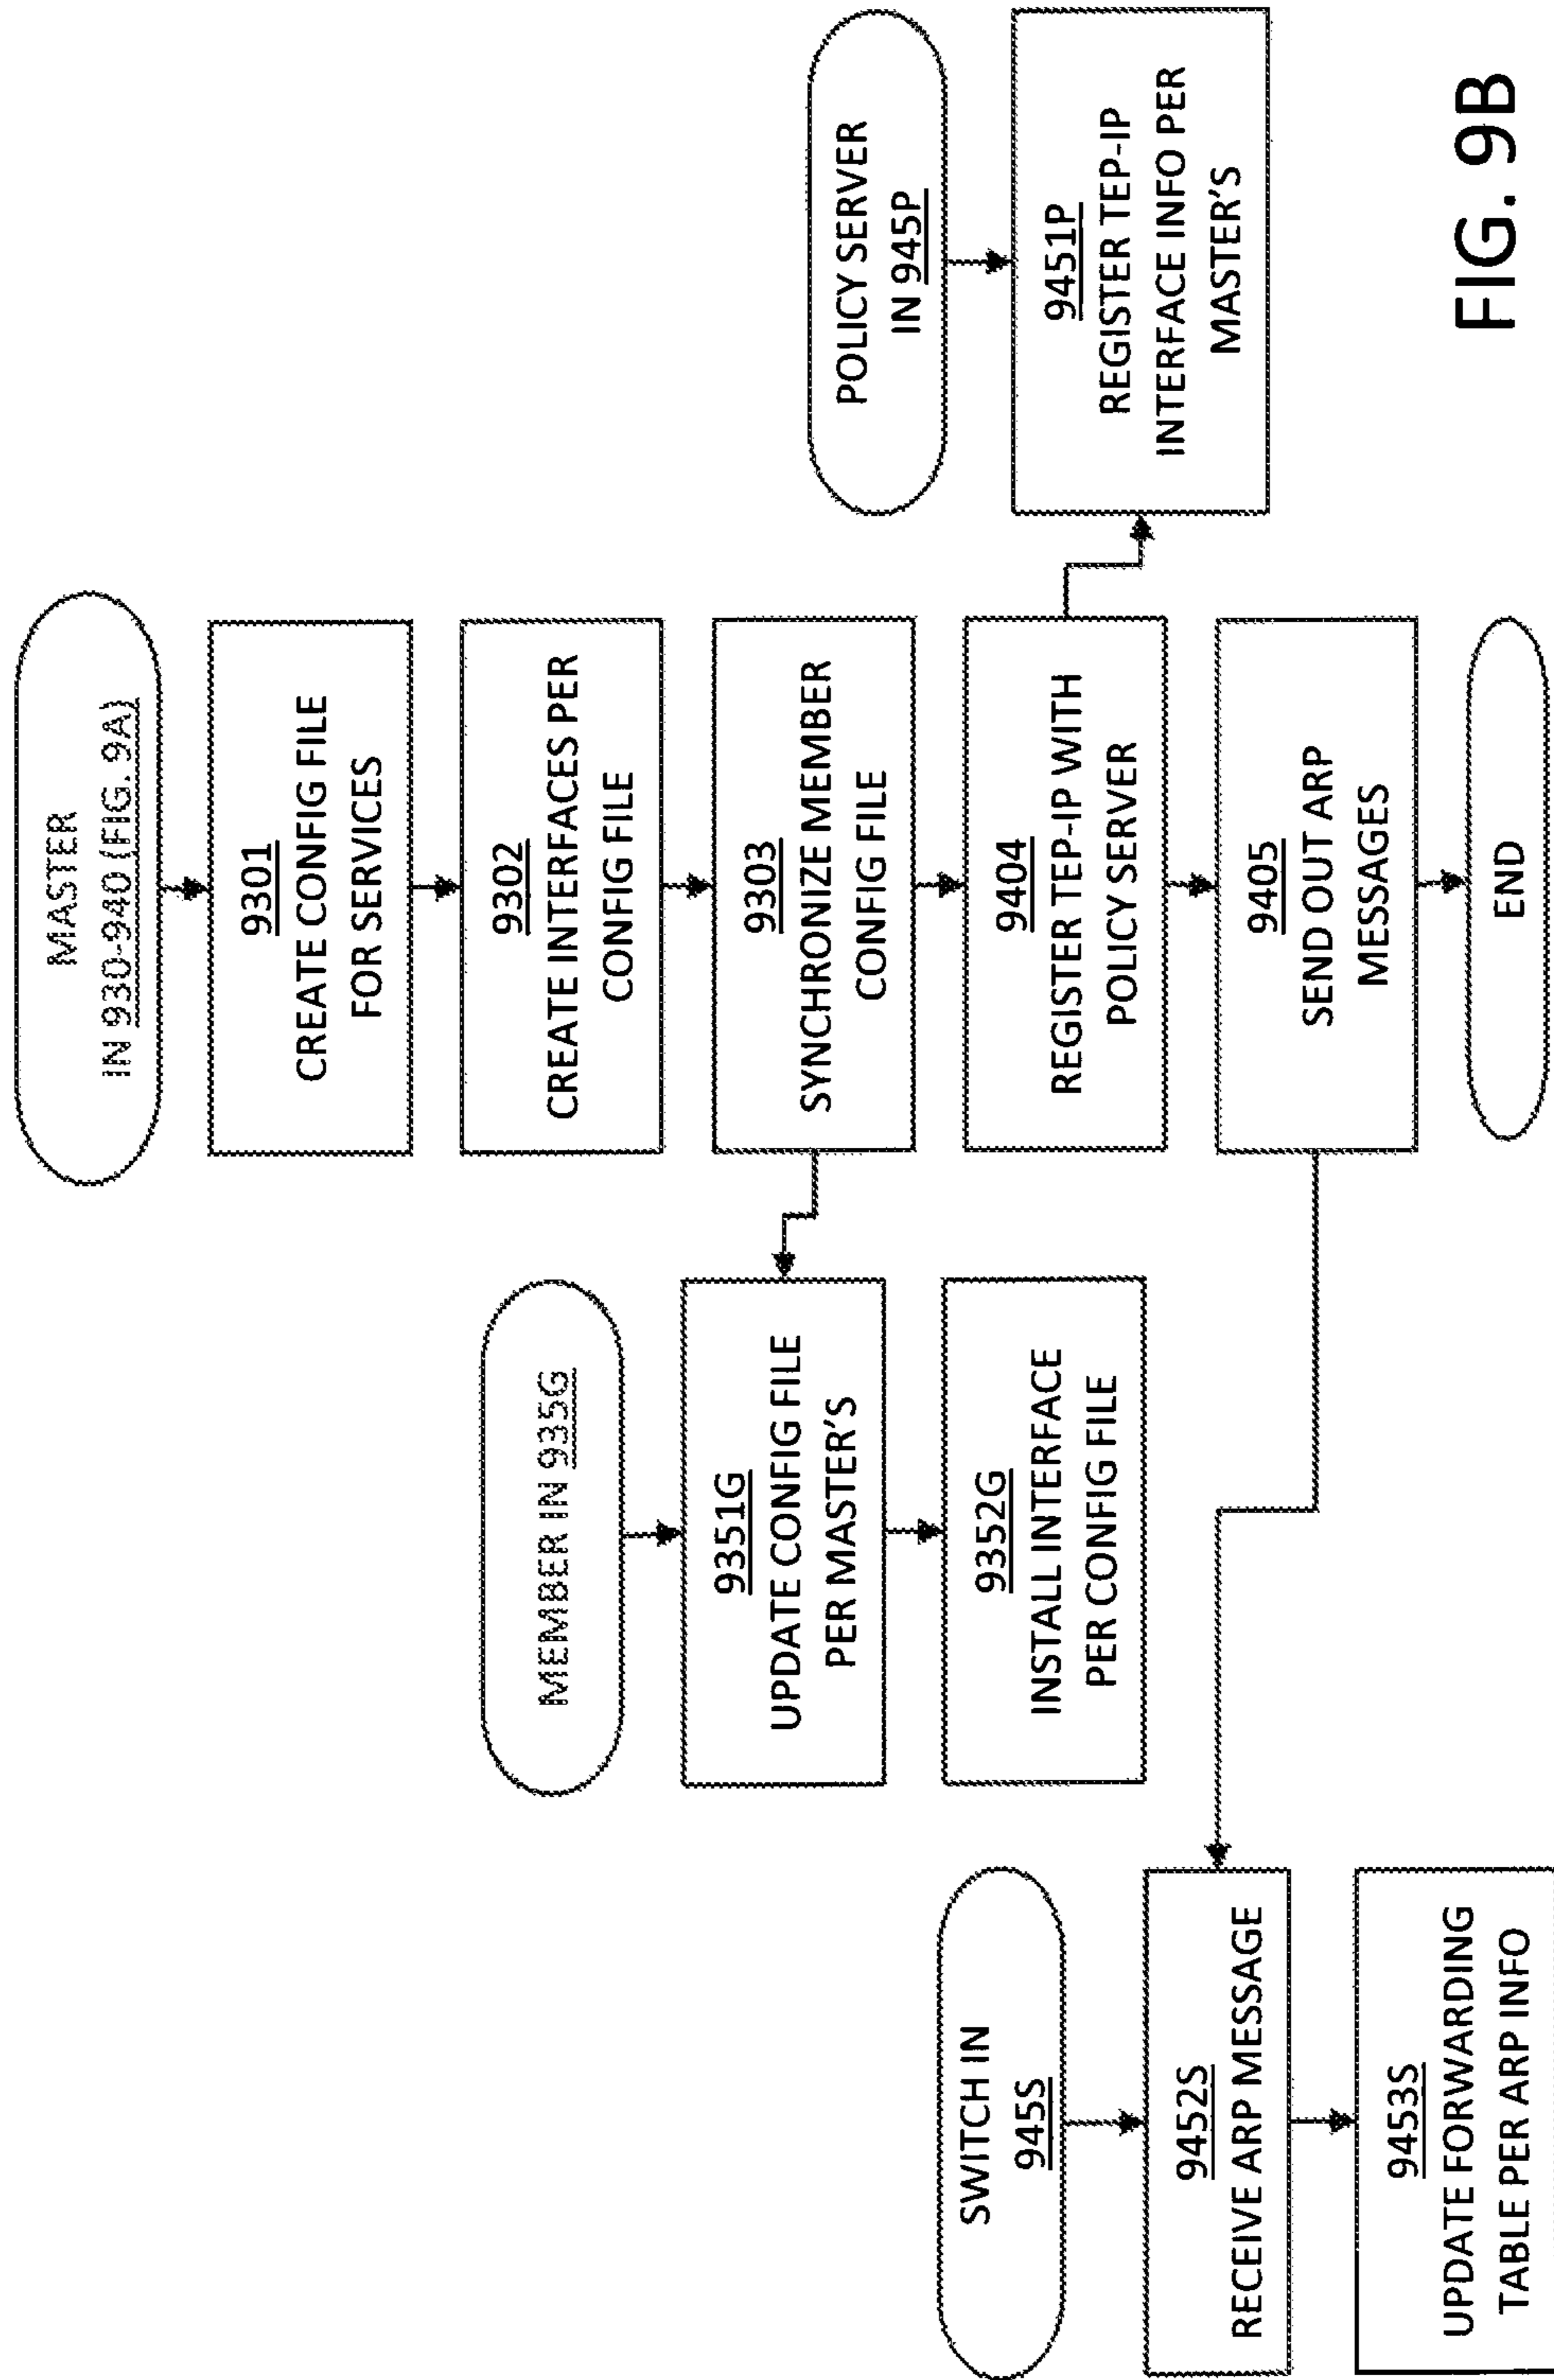 MASTER
IN 930-940 (FIG. 9A)
9301
CREATE CONFIG FILE
FOR SERVICES
9302
CREATE INTERFACES PER
CONFIG FILE
9303
SYNCHRONIZE MEMBER
CONFIG FILE
9404
REGISTER TEP-IP WITH
POLICY SERVER
9405
SEND OUT ARP
MESSAGES
END
POLICY SERVER
IN 945P
9451P
REGISTER TEP-IP
INTERFACE INFO PER
MASTER'S
MEMBER IN 935G
9351G
UPDATE CONFIG FILE
PER MASTER'S
9352G
INSTALL INTERFACE
PER CONFIG FILE
SWITCH IN
945S
9452S
RECEIVE ARP MESSAGE
9453S
UPDATE FORWARDING
TABLE PER ARP INFO
FIG. 9B